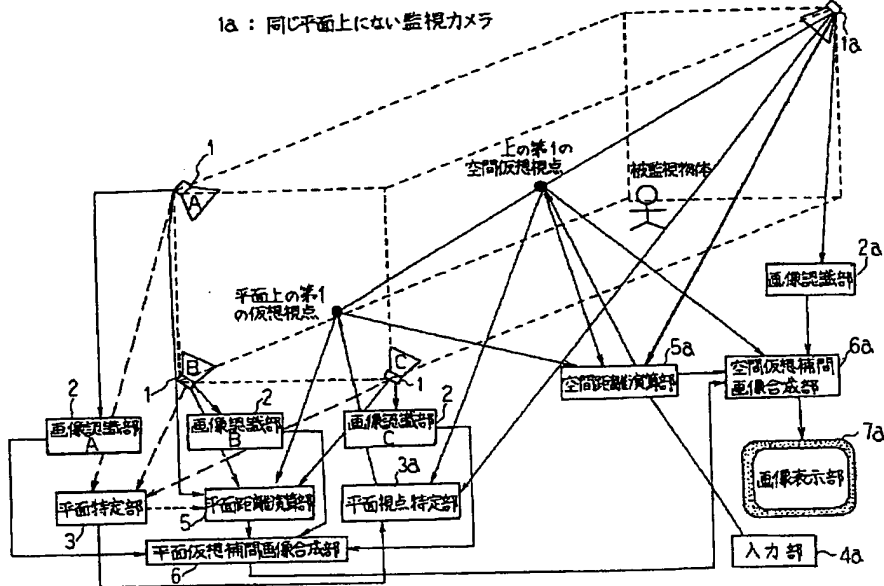 1a : 同じ平面上にない監視カメラ
1a
1
上の第1の
空間仮想視点
被監視物体
A
2a
画像認識部
平面上の第1
の仮想視点
B
C
5a
6a
1
1
空間距離演算部
空間仮想補間
画像合成部
2
2
2
画像認識部
A
画像認識部
B
画像認識部
C
3a
7a
画像表示部
平面特定部
平面距離演算部
平面視点特定部
3
5
平面仮想補間画像合成部
6
入力部
4a